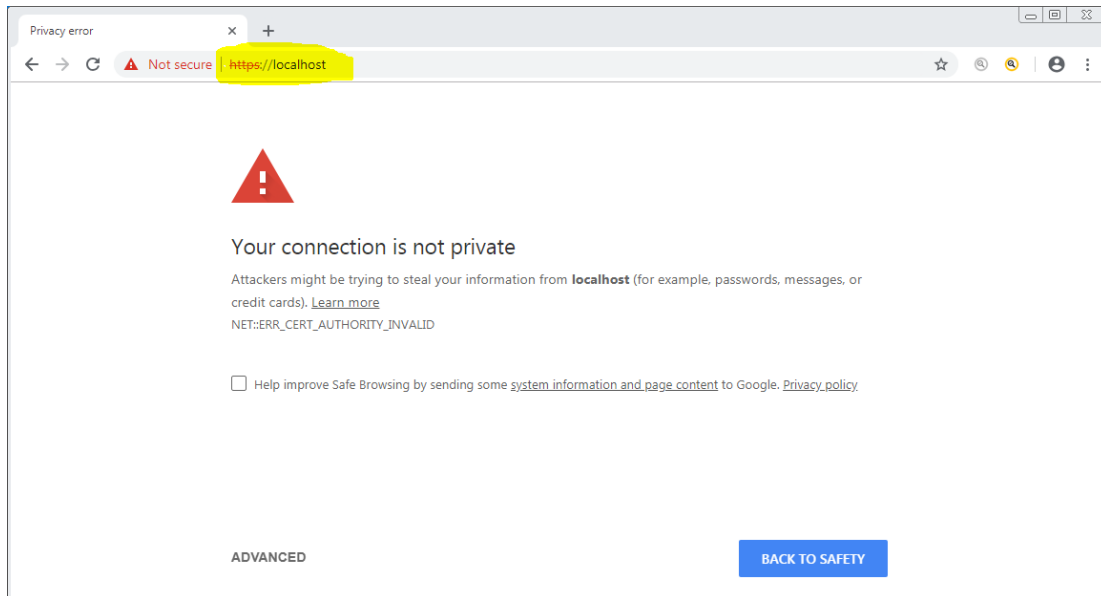 Privacy error
Not secure | https://localhost
Your connection is not private
Attackers might be trying to steal your information from localhost (for example, passwords, messages, or
credit cards). Learn more
NET::ERR_CERT_AUTHORITY_INVALID
Help improve Safe Browsing by sending some system information and page content to Google. Privacy policy
ADVANCED
BACK TO SAFETY